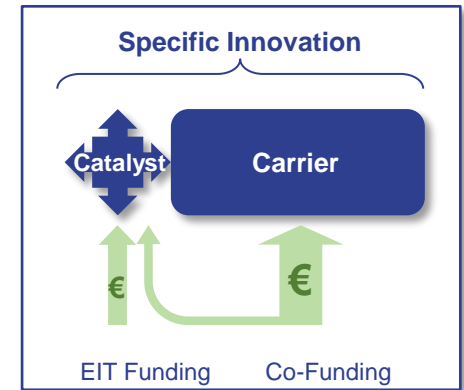 Specific Innovation
Catalyst
Carrier
€
€
EIT Funding
Co-Funding